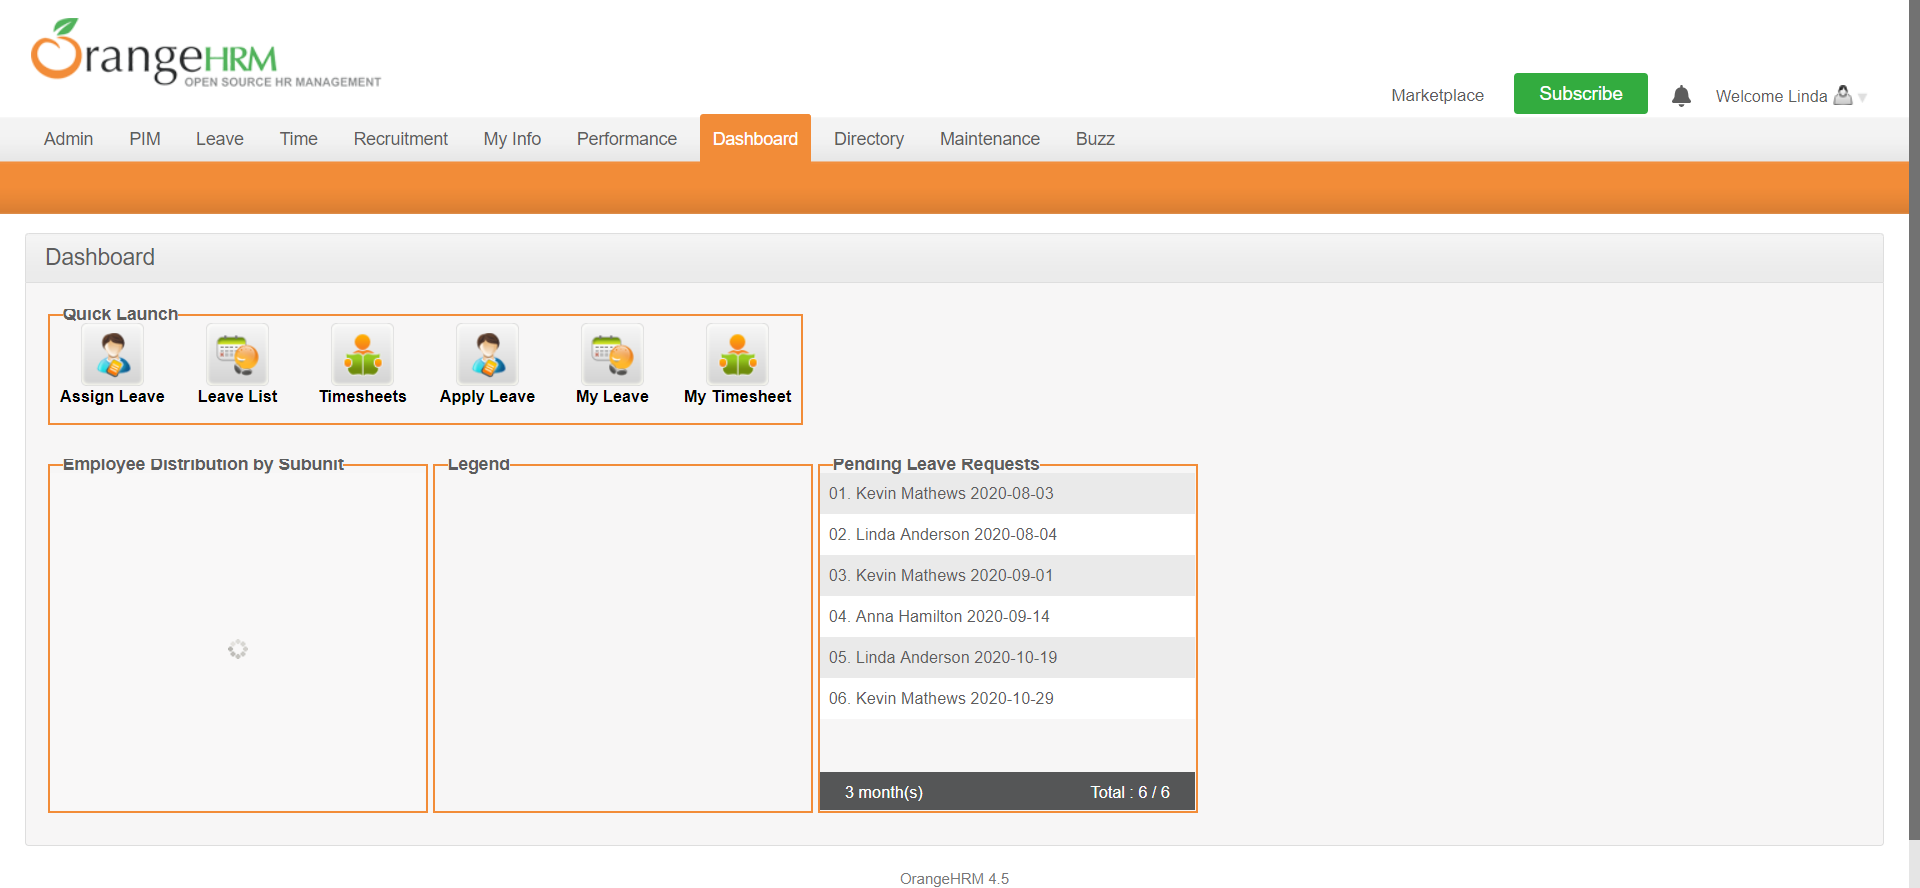 OrangeHRM
OPEN SOURCE HR MANAGEMENT
Marketplace
Subscribe
Welcome Linda
Admin PIM Leave Time Recruitment My Info Performance Dashboard Directory Maintenance Buzz
Dashboard
Quick Launch
Assign Leave Leave List Timesheets Apply Leave My Leave My Timesheet
Employee Distribution by Subunit
Legend
Pending Leave Requests
01. Kevin Mathews 2020-08-03
02. Linda Anderson 2020-08-04
03. Kevin Mathews 2020-09-01
04. Anna Hamilton 2020-09-14
05. Linda Anderson 2020-10-19
06. Kevin Mathews 2020-10-29
3 month(s) Total : 6 / 6
OrangeHRM 4.5